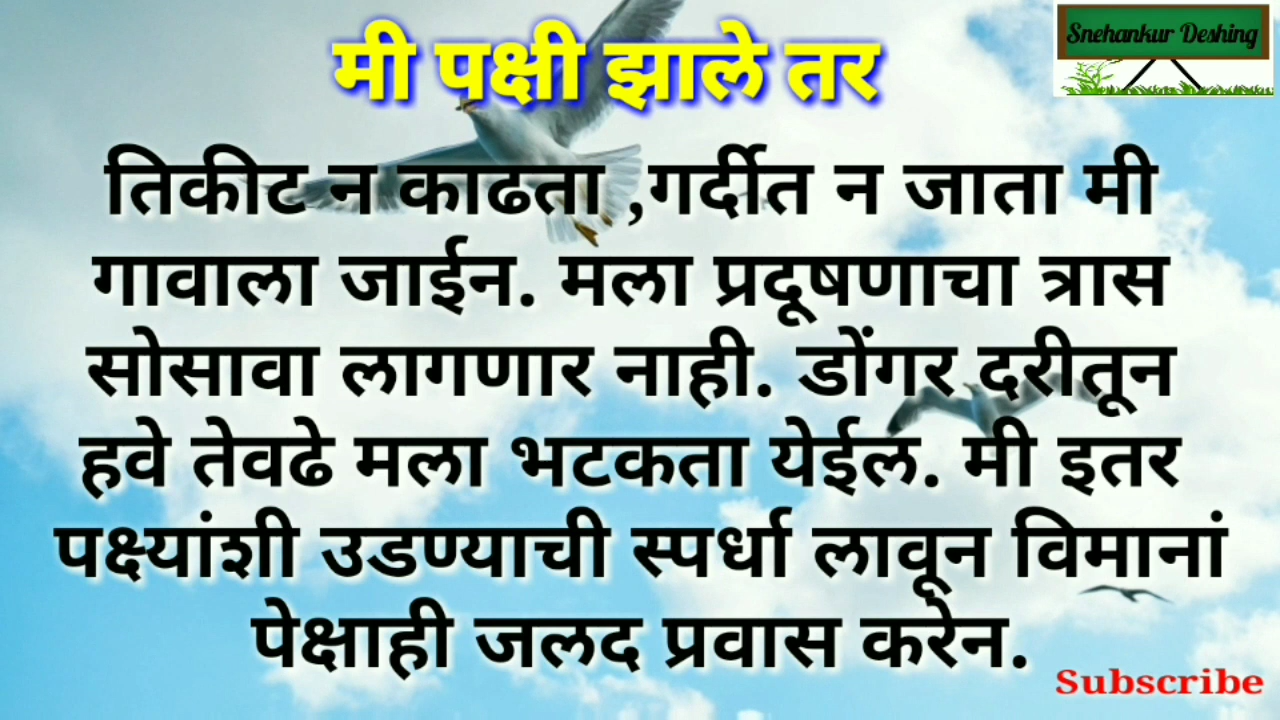 मी पक्षी झाले तर
Snehankur Deshing
तिकीट न काढता ,गर्दीत न जाता मी
गावाला जाईन. मला प्रदूषणाचा त्रास
सोसावा लागणार नाही. डोंगर दरीतून
हवे तेवढे मला भटकता येईल. मी इतर
पक्ष्यांशी उडण्याची स्पर्धा लावून विमानां
पेक्षाही जलद प्रवास करेन.
Subscribe